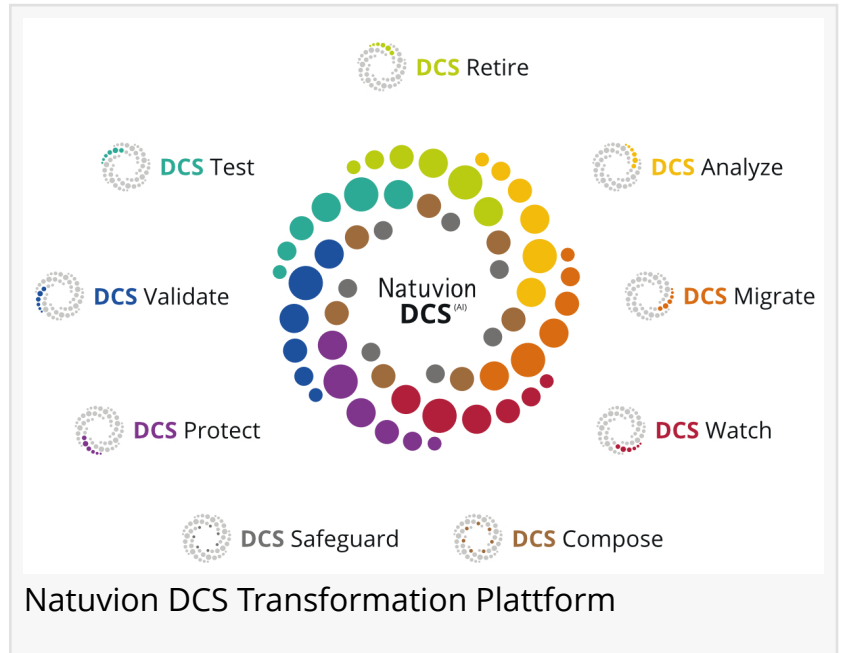 DCS Retire
DCS Test
DCS Analyze
DCS Validate
Natuvion
DCS (AI)
DCS Migrate
DCS Protect
DCS Watch
DCS Safeguard
DCS Compose
Natuvion DCS Transformation Plattform